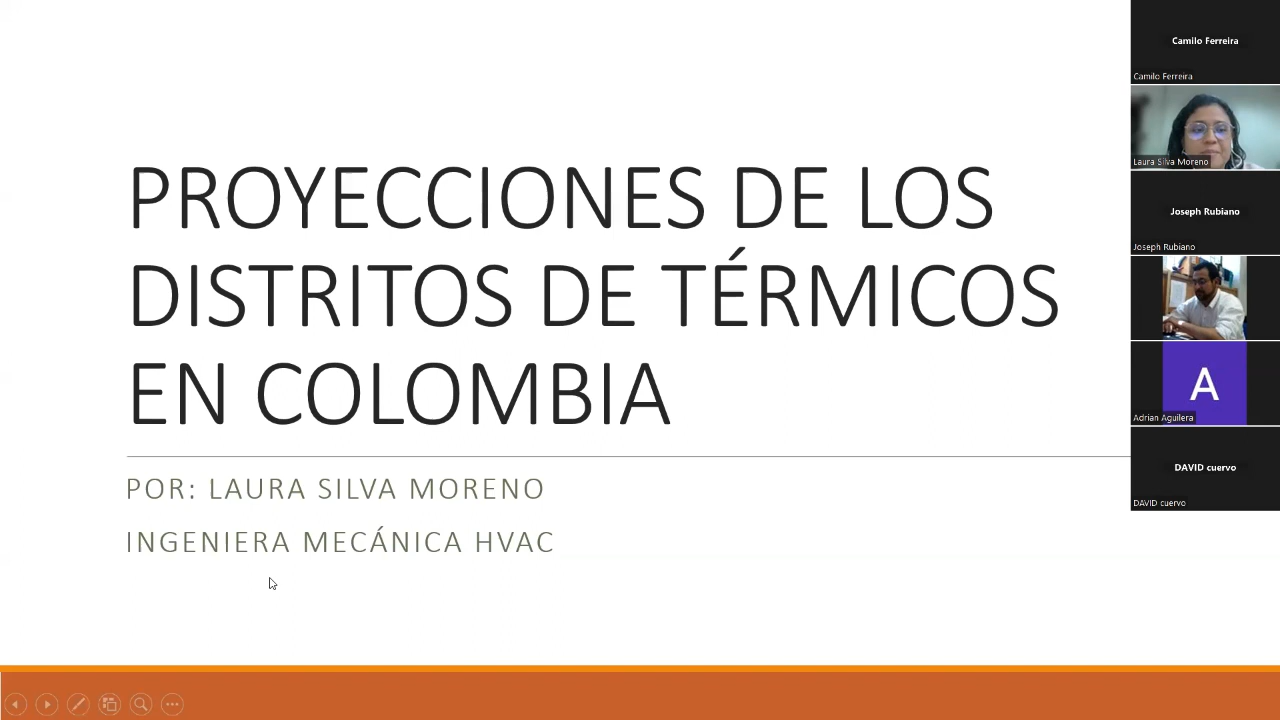 PROYECCIONES DE LOS
DISTRITOS DE TÉRMICOS
EN COLOMBIA
POR: LAURA SILVA MORENO
INGENIERA MECÁNICA HVAC
Camilo Ferreira
Camilo Ferreira
Laura Silva Moreno
Joseph Rubiano
Joseph Rubiano
A
Adrian Aguilera
DAVID cuervo
DAVID cuervo